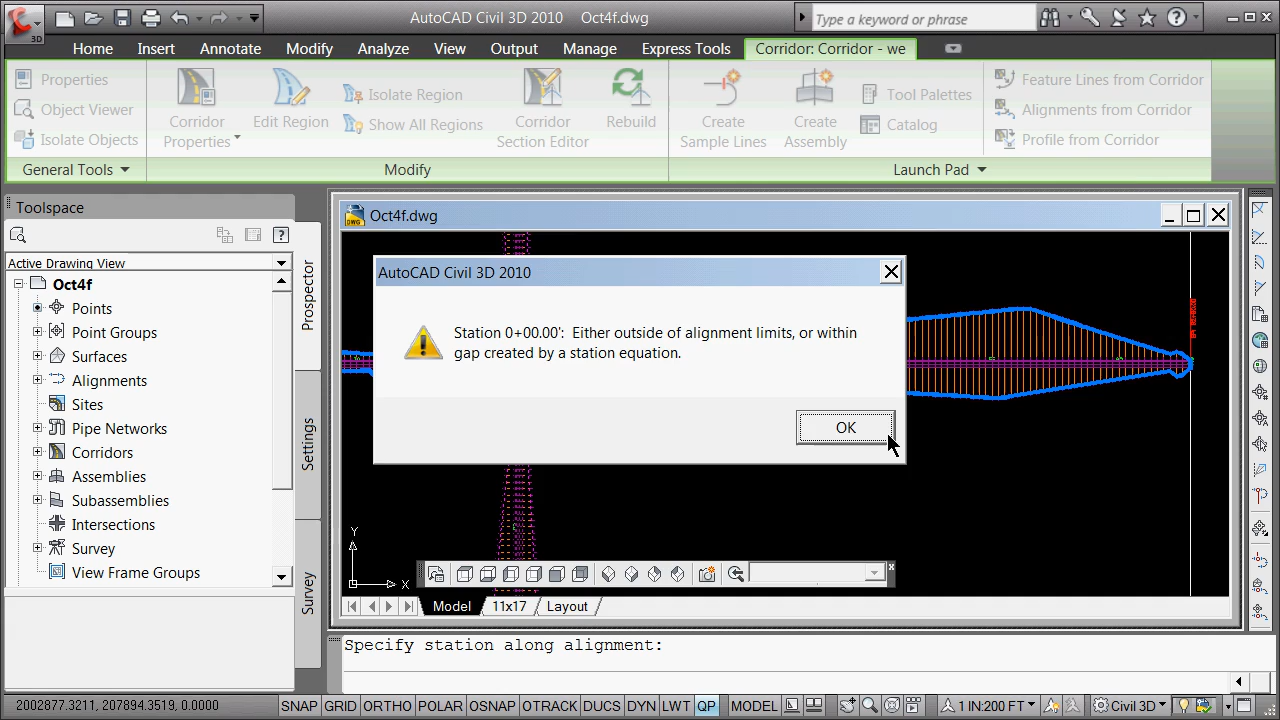 AutoCAD Civil 3D 2010 Oct4f.dwg
Type a keyword or phrase
3D
Home Insert Annotate Modify Analyze View Output Manage Express Tools Corridor: Corridor - we
Properties
Object Viewer
Isolate Objects
Corridor
Properties
Edit Region
Isolate Region
Show All Regions
Corridor
Section Editor
Rebuild
Create
Sample Lines
Create
Assembly
Tool Palettes
Catalog
Feature Lines from Corridor
Alignments from Corridor
Profile from Corridor
General Tools Modify Launch Pad
Toolspace
Active Drawing View
Oct4f
Points
Point Groups
Surfaces
Alignments
Sites
Pipe Networks
Corridors
Assemblies
Subassemblies
Intersections
Survey
View Frame Groups
Prospector
Settings
Survey
Oct4f.dwg
AutoCAD Civil 3D 2010
Station 0+00.00': Either outside of alignment limits, or within
gap created by a station equation.
OK
Y
X
Model 11x17 Layout
Specify station along alignment:
2002877.3211, 207894.3519, 0.0000 SNAP GRID ORTHO POLAR OSNAP OTRACK DUCS DYN LWT QP MODEL 1 IN:200 FT Civil 3D